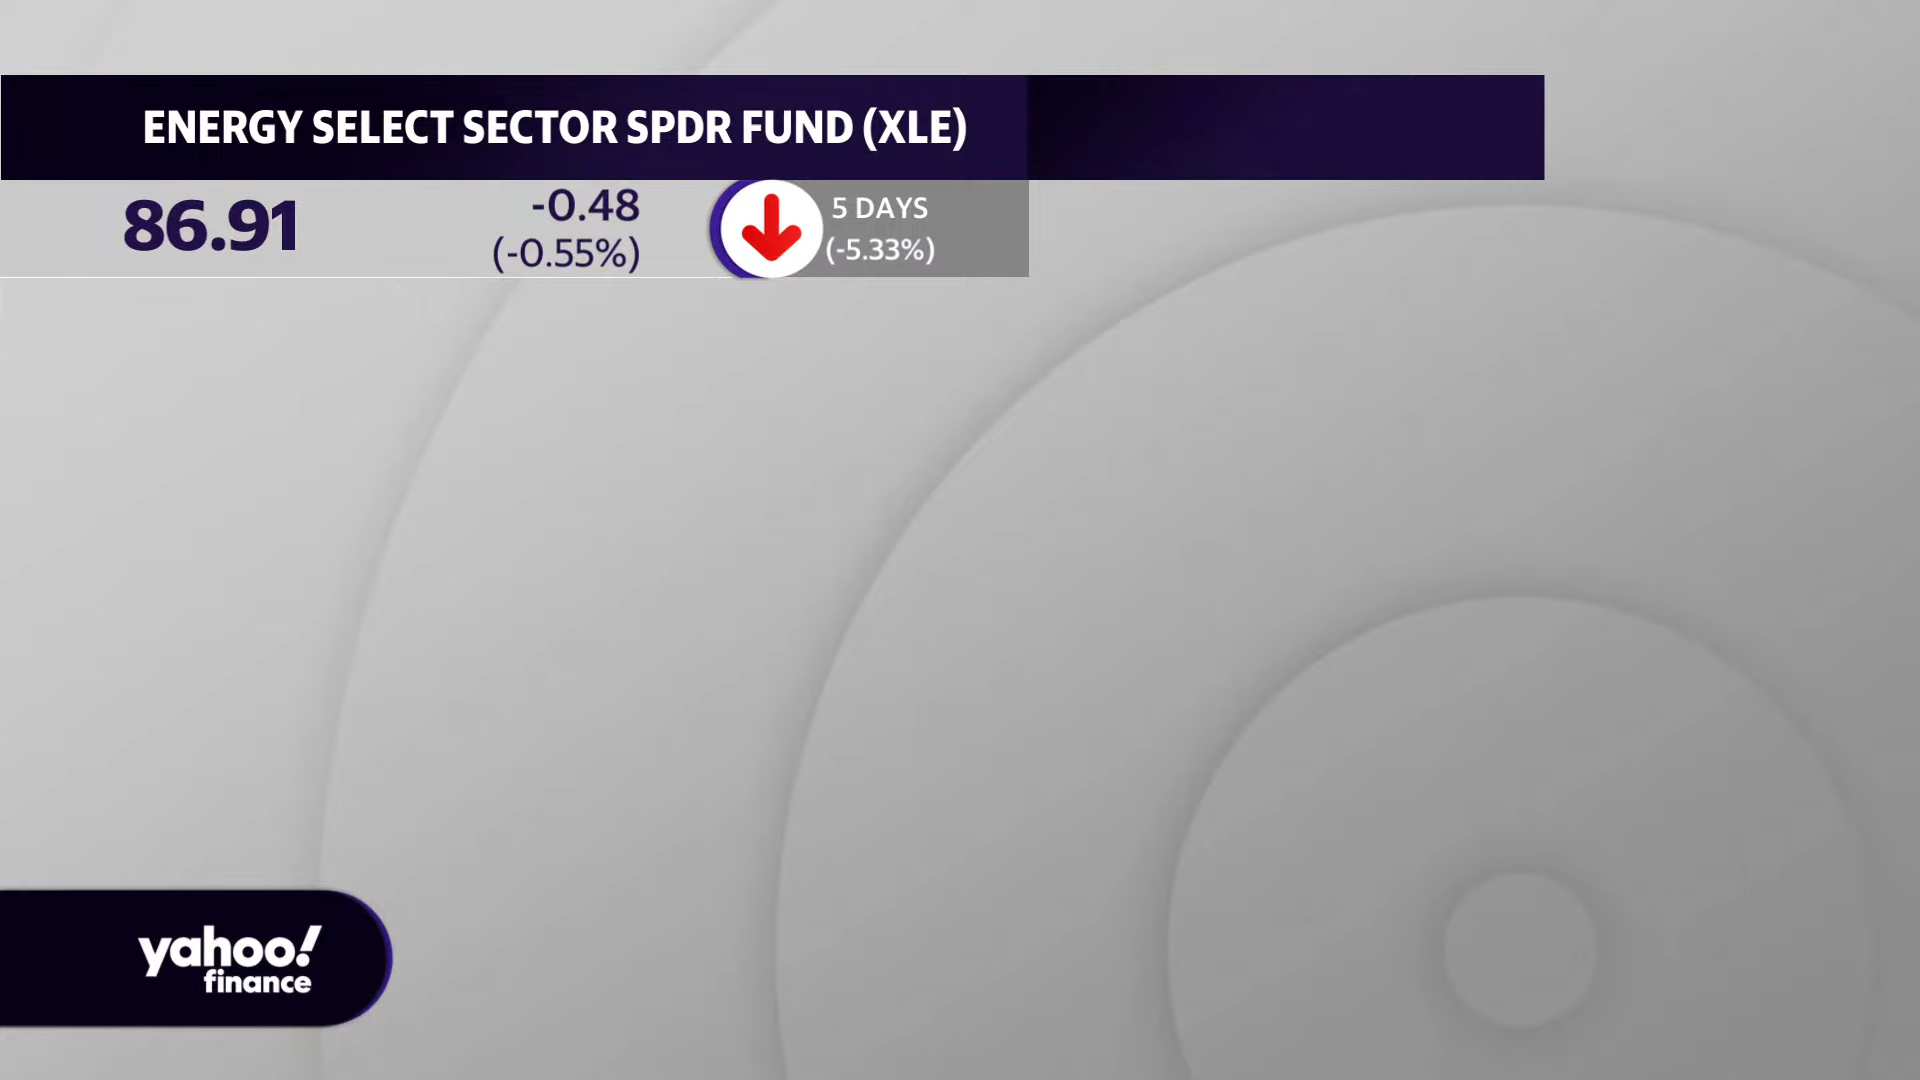 ENERGY SELECT SECTOR SPDR FUND (XLE)
86.91
-0.48
(-0.55%)
5 DAYS
(-5.33%)
yahoo!
finance